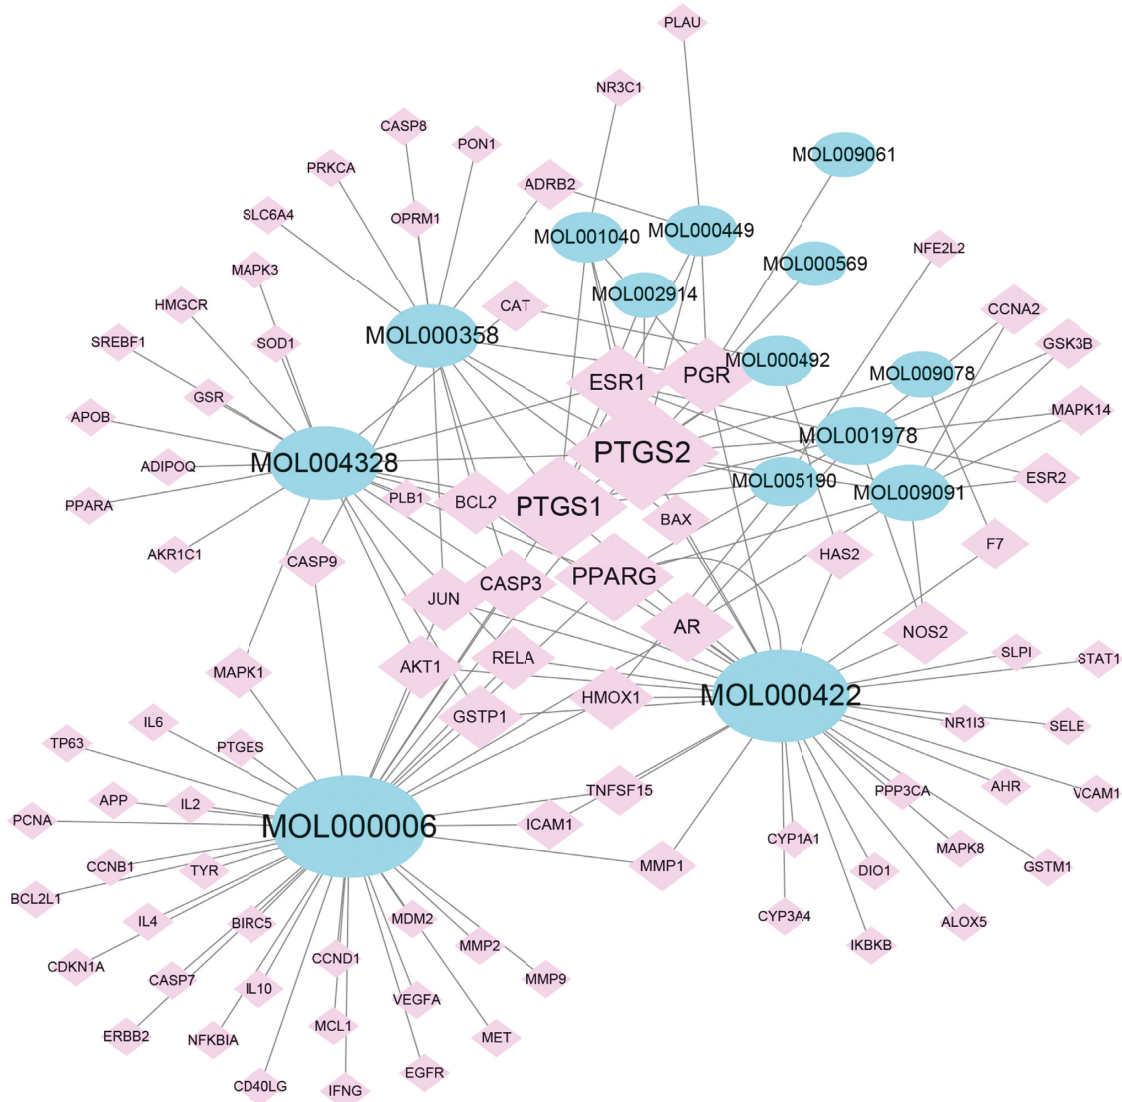 PLAU
NR3C1
CASP8
PON1
MOL009061
PRKCA
ADRB2
SLC6A4
OPRM1
MOL001040
MOL000449
NFE2L2
MOL000569
MAPK3
MOL002914
HMGCR
CAT
CCNA2
SREBF1
SOD1
MOL000358
GSK3B
MOL000492
MOL009078
ESR1
PGR
GSR
MAPK14
APOB
MOL001978
PTGS2
MOL004328
ADIPOQ
ESR2
MOL005190
MOL009091
PPARA
PLB1
BCL2
PTGS1
BAX
AKR1C1
CASP9
HAS2
F7
JUN
CASP3
PPARG
AR
NOS2
AKT1
RELA
SLPI
STAT1
MAPK1
MOL000422
HMOX1
GSTP1
IL6
NR1I3
SELE
TP63
PTGES
TNFSF15
PPP3CA
AHR
VCAM1
APP
IL2
PCNA
MOL000006
ICAM1
CYP1A1
MAPK8
CCNB1
TYR
MMP1
DIO1
GSTM1
BCL2L1
IL4
BIRC5
MDM2
CYP3A4
ALOX5
MMP2
IKBKB
CDKN1A
CCND1
CASP7
IL10
MMP9
VEGFA
ERBB2
NFKBIA
MCL1
MET
EGFR
CD40LG
IFNG